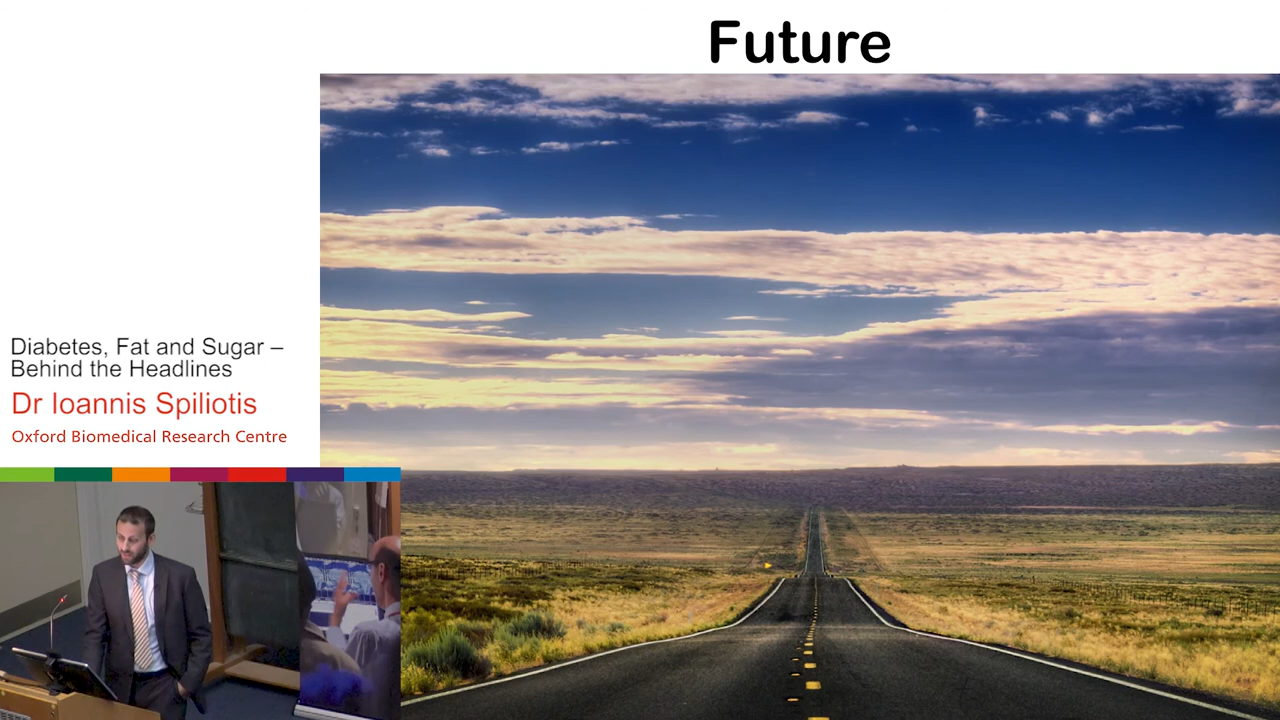 Future
Diabetes, Fat and Sugar –
Behind the Headlines
Dr Ioannis Spiliotis
Oxford Biomedical Research Centre